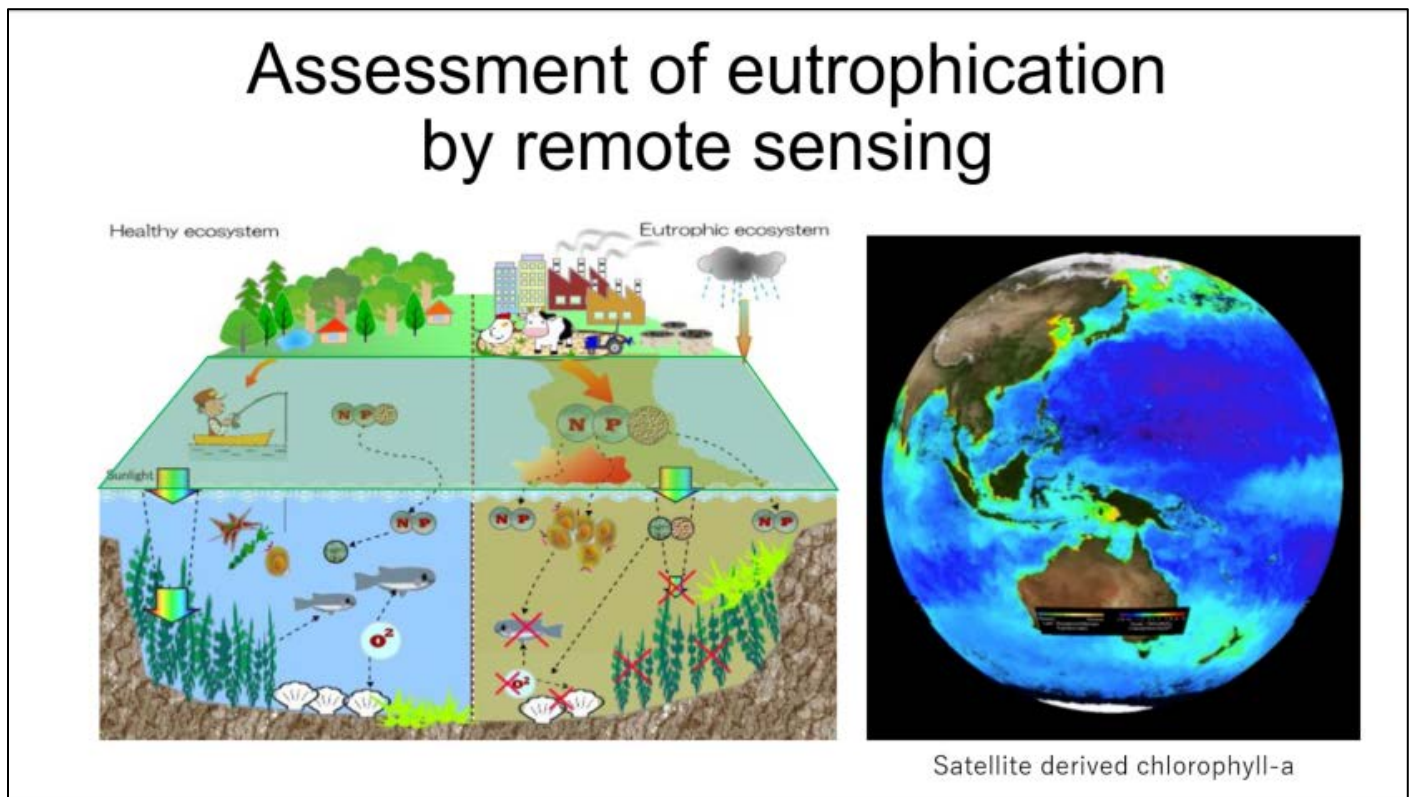 Assessment of eutrophication
by remote sensing
Healthy ecosystem
Eutrophic ecosystem
N P
N P
Sunlight
N P
N P
N P
O2
O2
Satellite derived chlorophyll-a